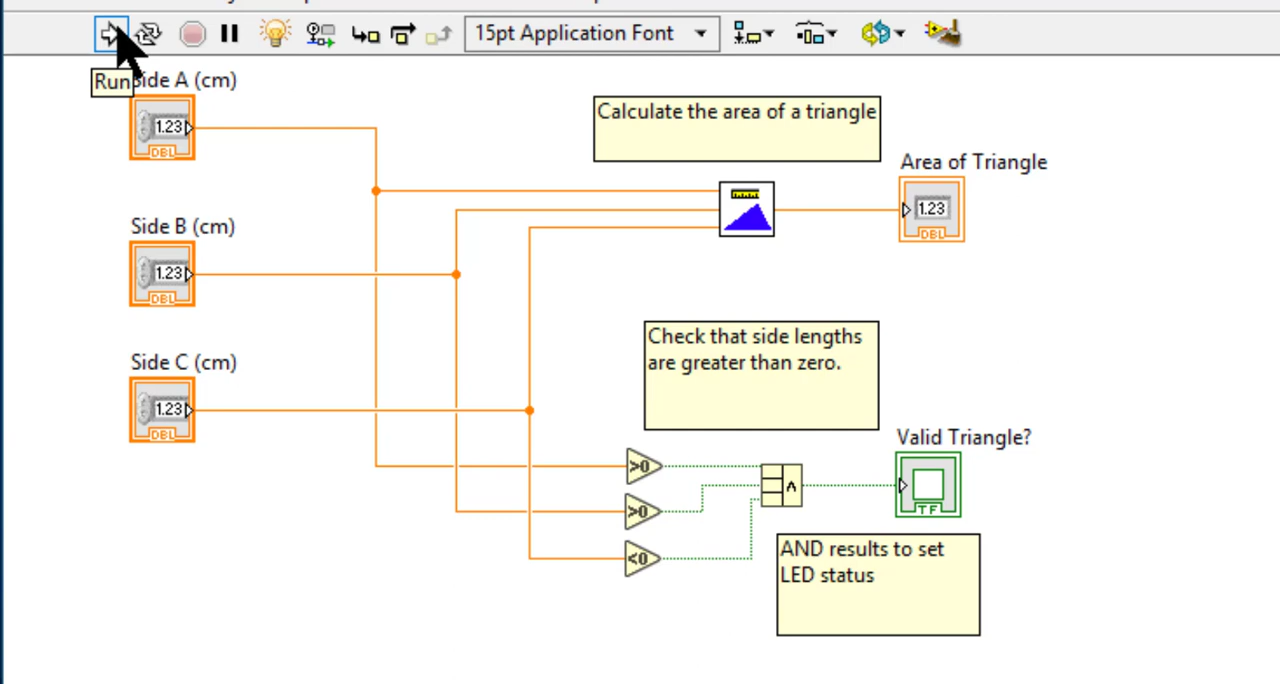 15pt Application Font
Run
Side A (cm)
1.23
DBL
Calculate the area of a triangle
Area of Triangle
1.23
DBL
Side B (cm)
1.23
DBL
Check that side lengths
are greater than zero.
Side C (cm)
1.23
DBL
Valid Triangle?
>0
>0
<0
∧
TF
AND results to set
LED status